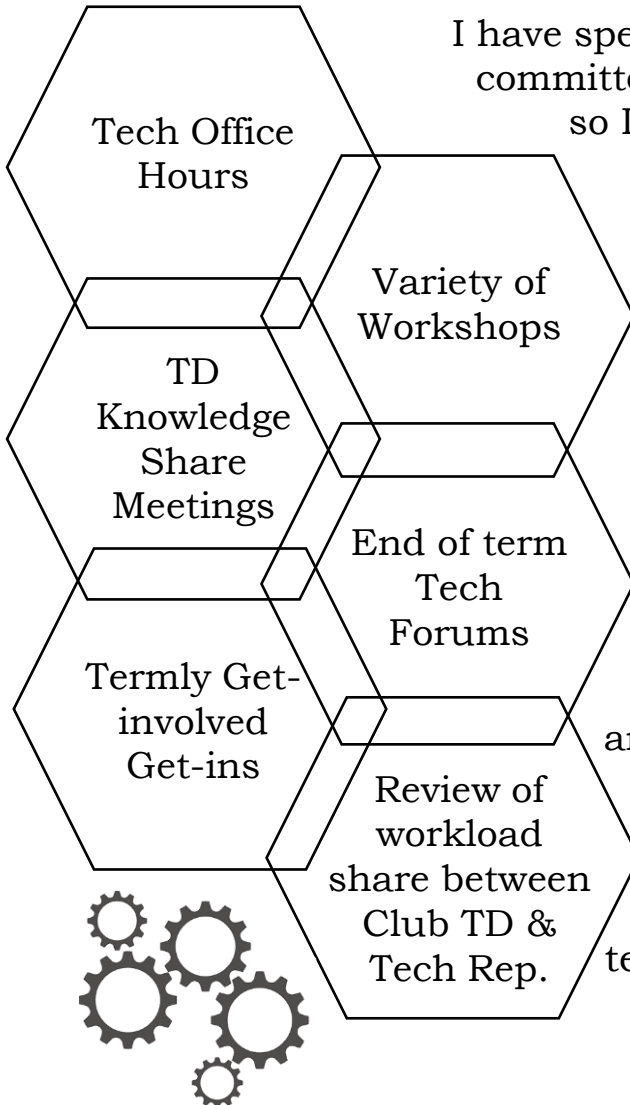 I have spe
committe
so I
Tech Office
Hours
Variety of
Workshops
TD
Knowledge
Share
Meetings
End of term
Tech
Forums
Termly Get-
involved
Get-ins
Review of
workload
share between
Club TD &
Tech Rep.
te